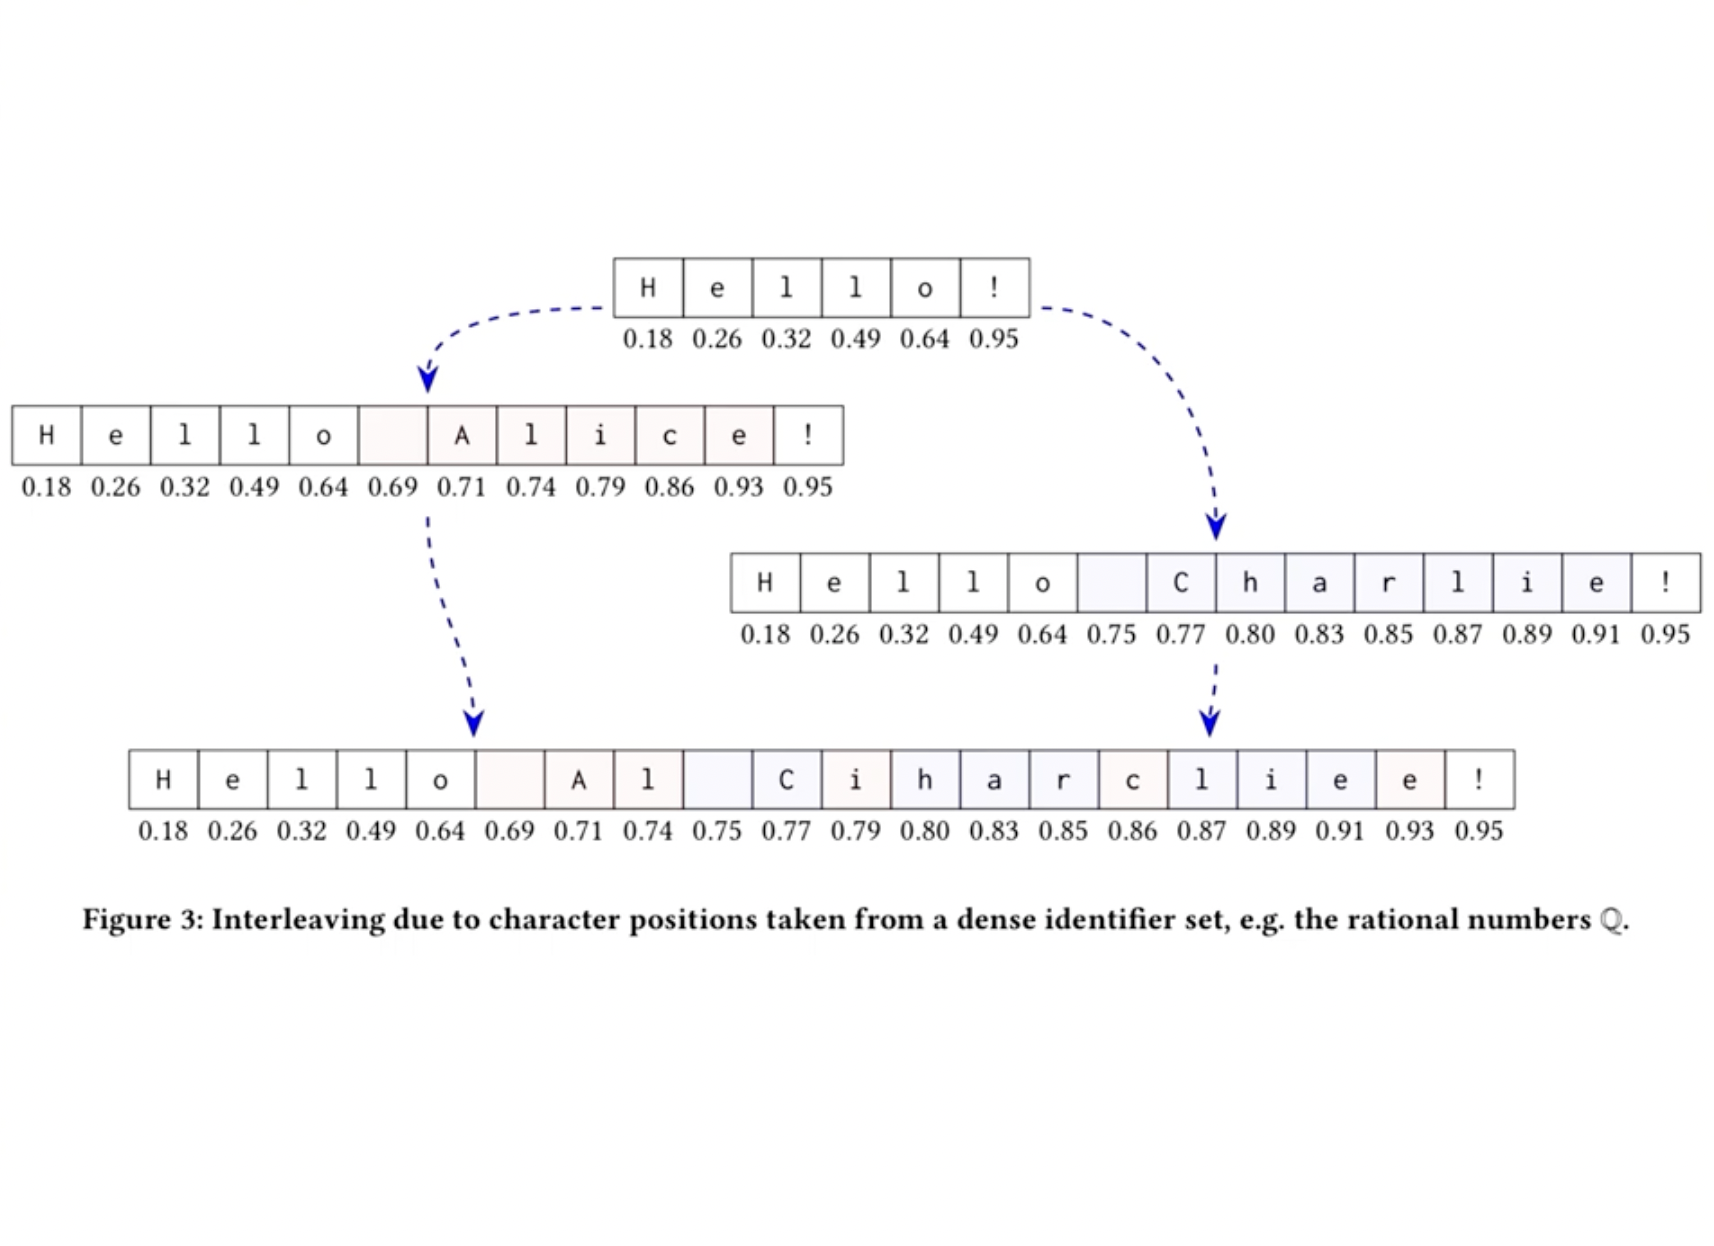 H e l l o !
0.18 0.26 0.32 0.49 0.64 0.95
H e l l o A l i c e !
0.18 0.26 0.32 0.49 0.64 0.69 0.71 0.74 0.79 0.86 0.93 0.95
H e l l o C h a r l i e !
0.18 0.26 0.32 0.49 0.64 0.75 0.77 0.80 0.83 0.85 0.87 0.89 0.91 0.95
H e l l o A l C i h a r c l i e e !
0.18 0.26 0.32 0.49 0.64 0.69 0.71 0.74 0.75 0.77 0.79 0.80 0.83 0.85 0.86 0.87 0.89 0.91 0.93 0.95
Figure 3: Interleaving due to character positions taken from a dense identifier set, e.g. the rational numbers ℚ.